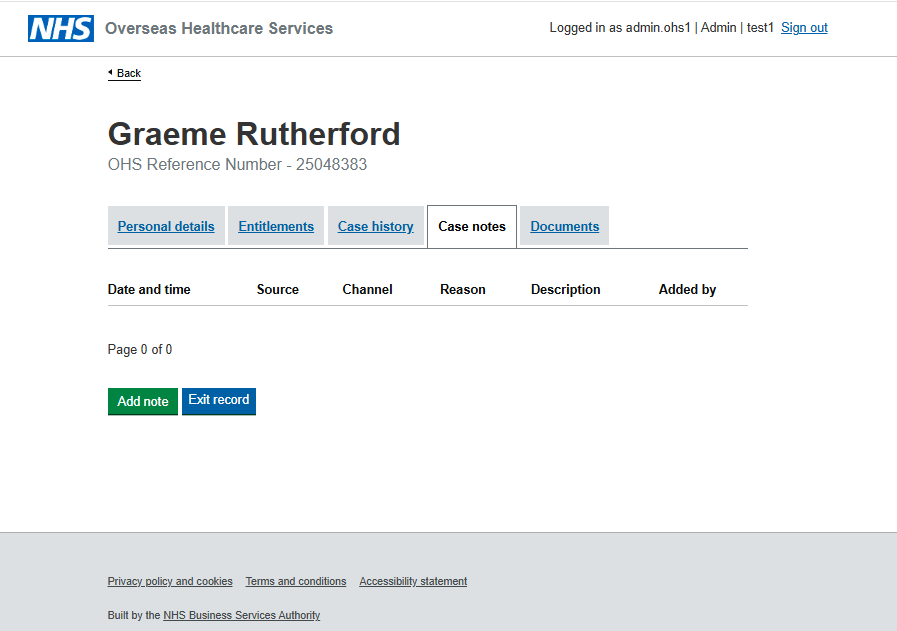 NHS Overseas Healthcare Services Logged in as admin.ohs1 | Admin | test1 Sign out
Back
Graeme Rutherford
OHS Reference Number - 25048383
Personal details Entitlements Case history Case notes Documents
Date and time Source Channel Reason Description Added by
Page 0 of 0
Add note Exit record
Privacy policy and cookies Terms and conditions Accessibility statement
Built by the NHS Business Services Authority